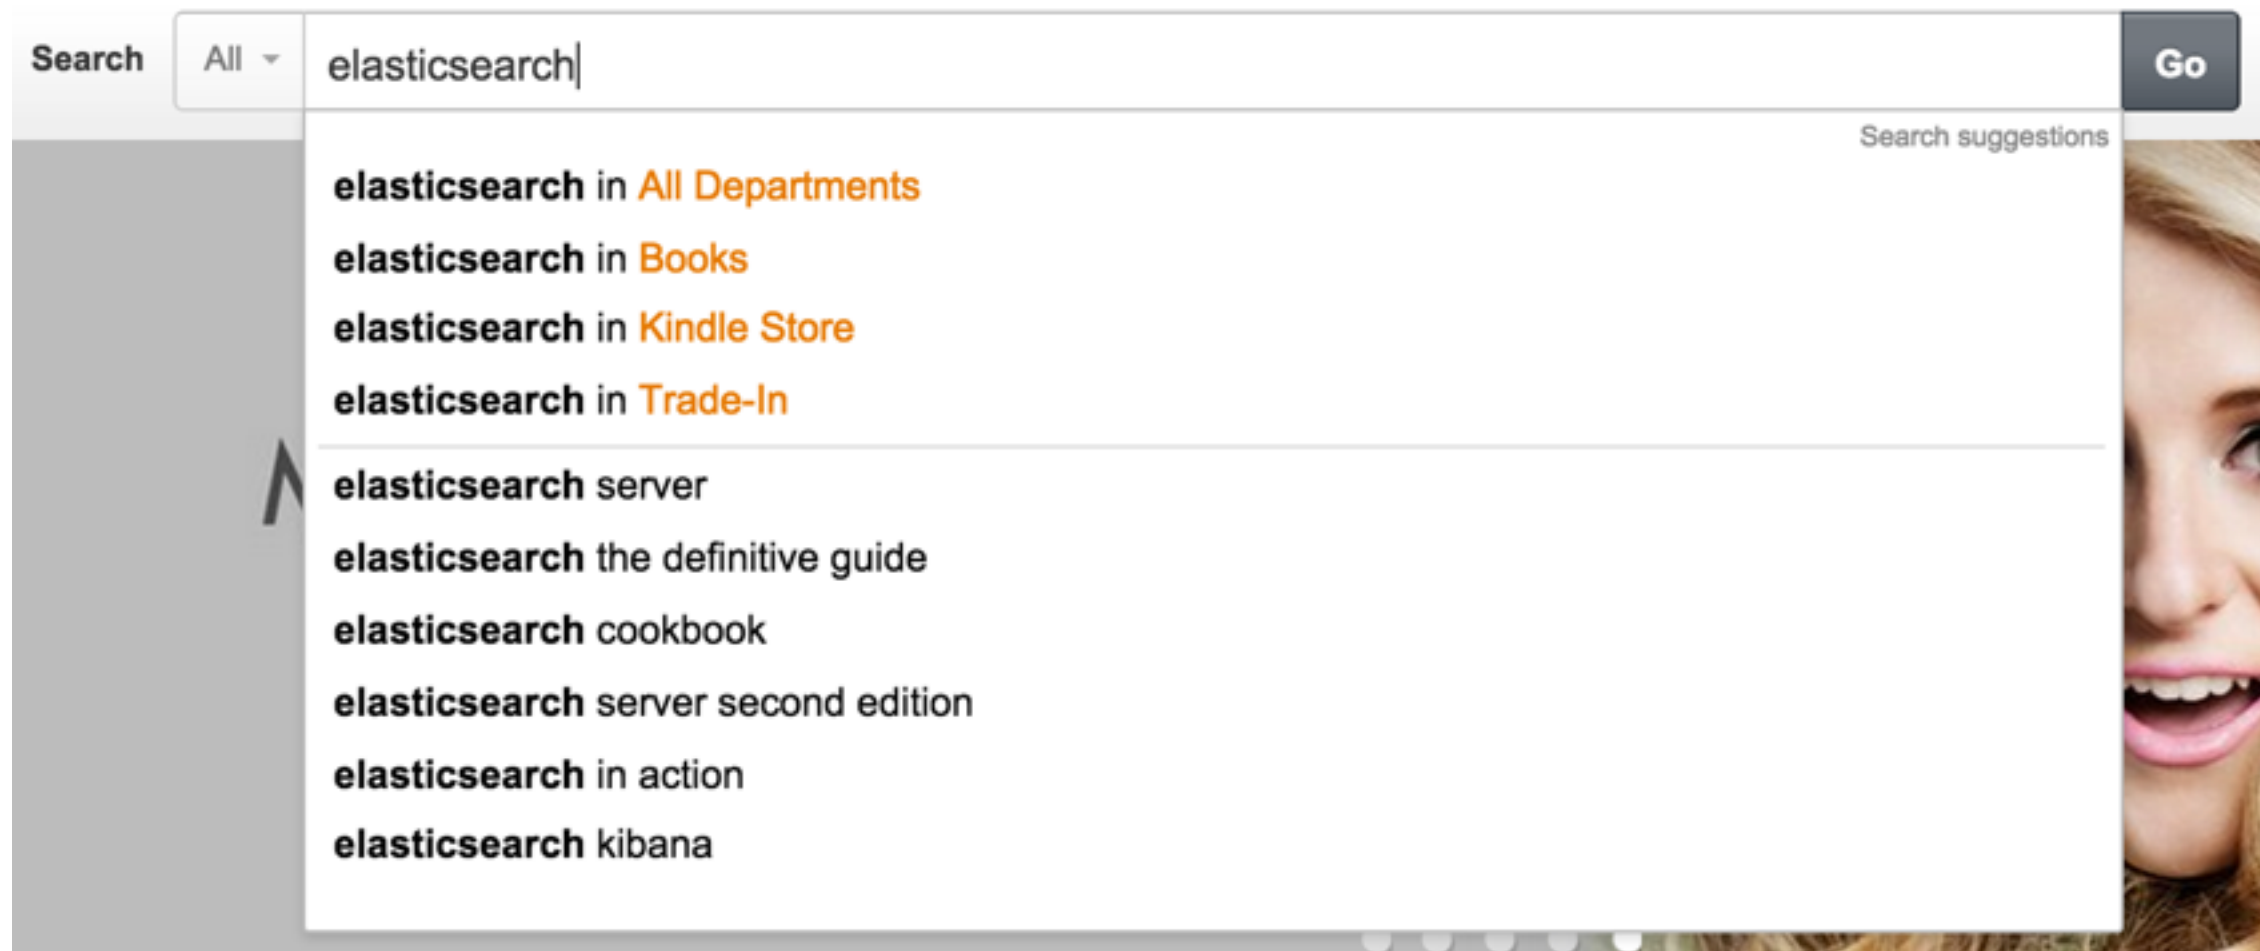 Search All elasticsearch Go
Search suggestions
elasticsearch in All Departments
elasticsearch in Books
elasticsearch in Kindle Store
elasticsearch in Trade-In
elasticsearch server
elasticsearch the definitive guide
elasticsearch cookbook
elasticsearch server second edition
elasticsearch in action
elasticsearch kibana